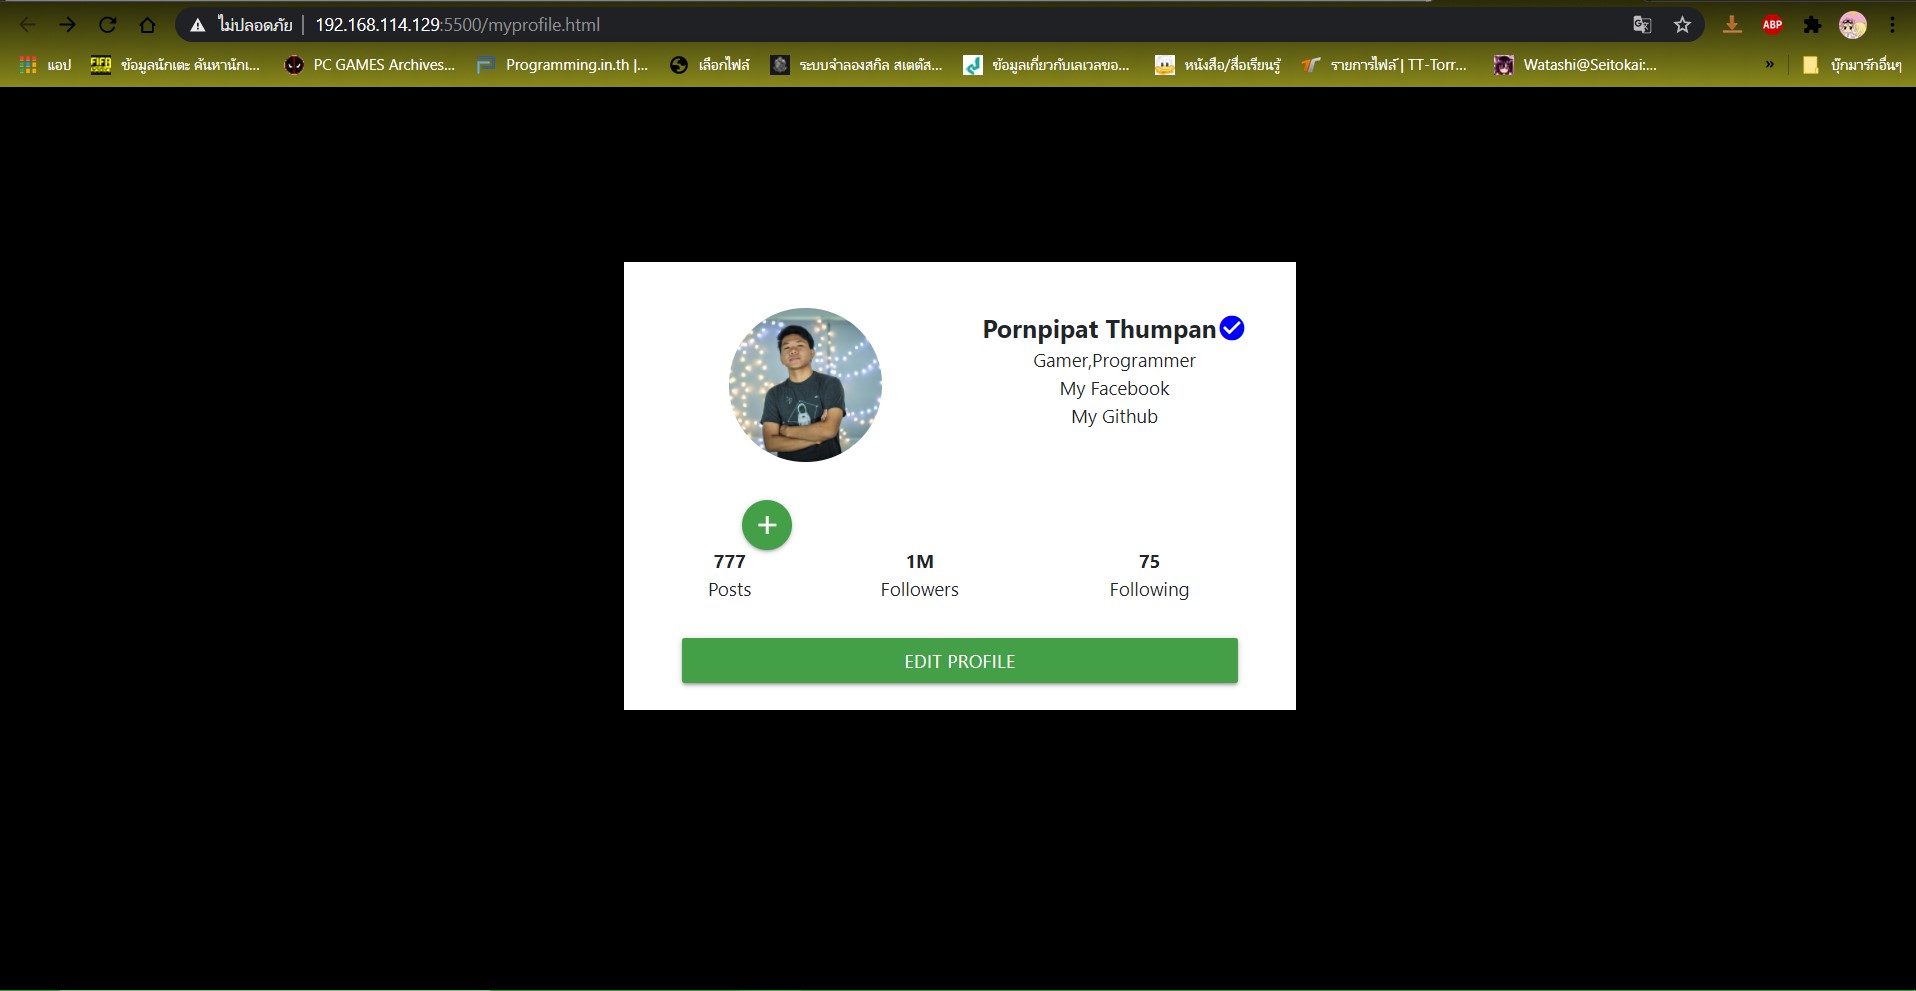 ไม่ปลอดภัย | 192.168.114.129:5500/myprofile.html
ABP
แอป FIFA ข้อมูลนักเตะ ค้นหานักเ... PC GAMES Archives... Programming.in.th |... เลือกไฟล์ ระบบจำลองสกิล สเตตัส... ข้อมูลเกี่ยวกับเลเวลขอ... หนังสือ/สื่อเรียนรู้ รายการไฟล์ | TT-Torr... Watashi@Seitokai:... » บุ๊กมาร์กอื่นๆ
Pornpipat Thumpan
Gamer,Programmer
My Facebook
My Github
+
777 1M 75
Posts Followers Following
EDIT PROFILE